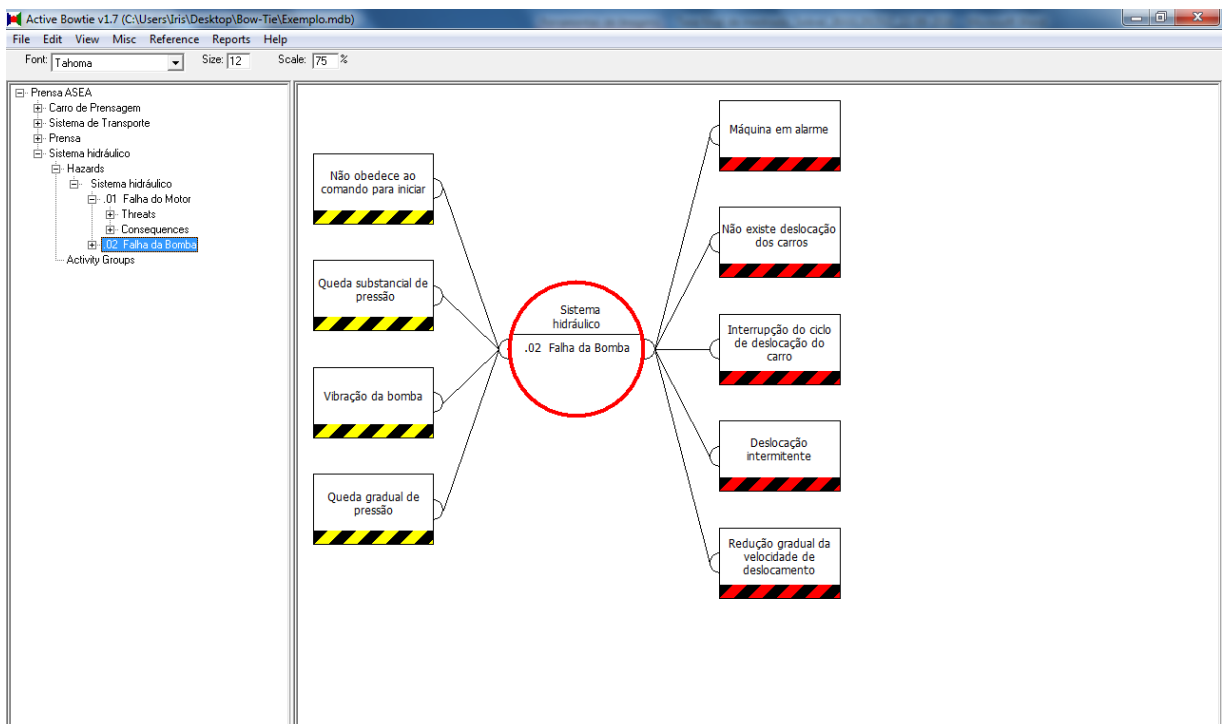 Active Bowtie v1.7 (C:\Users\Iris\Desktop\Bow-Tie\Exemplo.mdb)
File Edit View Misc Reference Reports Help
Font: Tahoma Size: 12 Scale: 75 %
Prensa ASEA
Carro de Prensagem
Sistema de Transporte
Prensa
Sistema hidráulico
Hazards
Sistema hidráulico
.01 Falha do Motor
Threats
Consequences
.02 Falha da Bomba
Activity Groups
Não obedece ao
comando para iniciar
Queda substancial de
pressão
Vibração da bomba
Queda gradual de
pressão
Sistema
hidráulico
.02 Falha da Bomba
Máquina em alarme
Não existe deslocação
dos carros
Interrupção do ciclo
de deslocação do
carro
Deslocação
intermitente
Redução gradual da
velocidade de
deslocamento